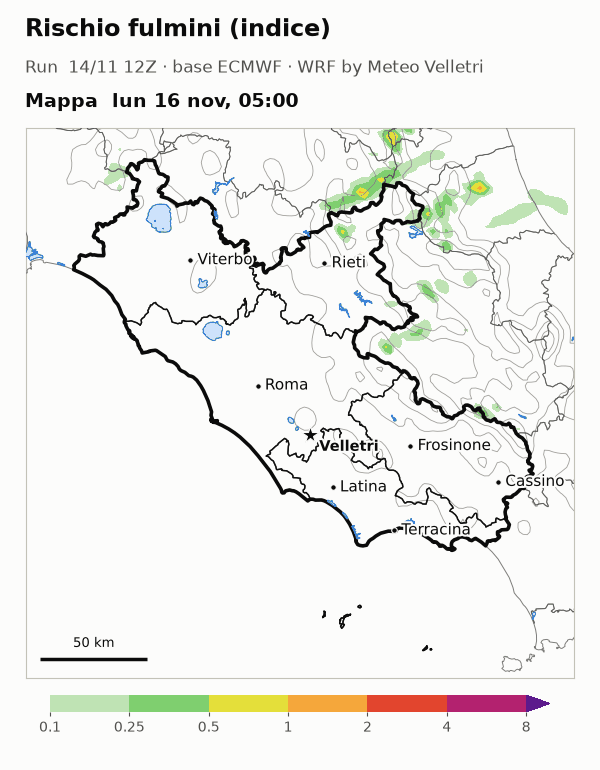 Rischio fulmini (indice)
Run  14/11 12Z · base ECMWF · WRF by Meteo Velletri
Mappa  lun 16 nov, 05:00
Viterbo
Rieti
Roma
Velletri
Frosinone
Latina
Cassino
Terracina
50 km
0.1 0.25 0.5 1 2 4 8